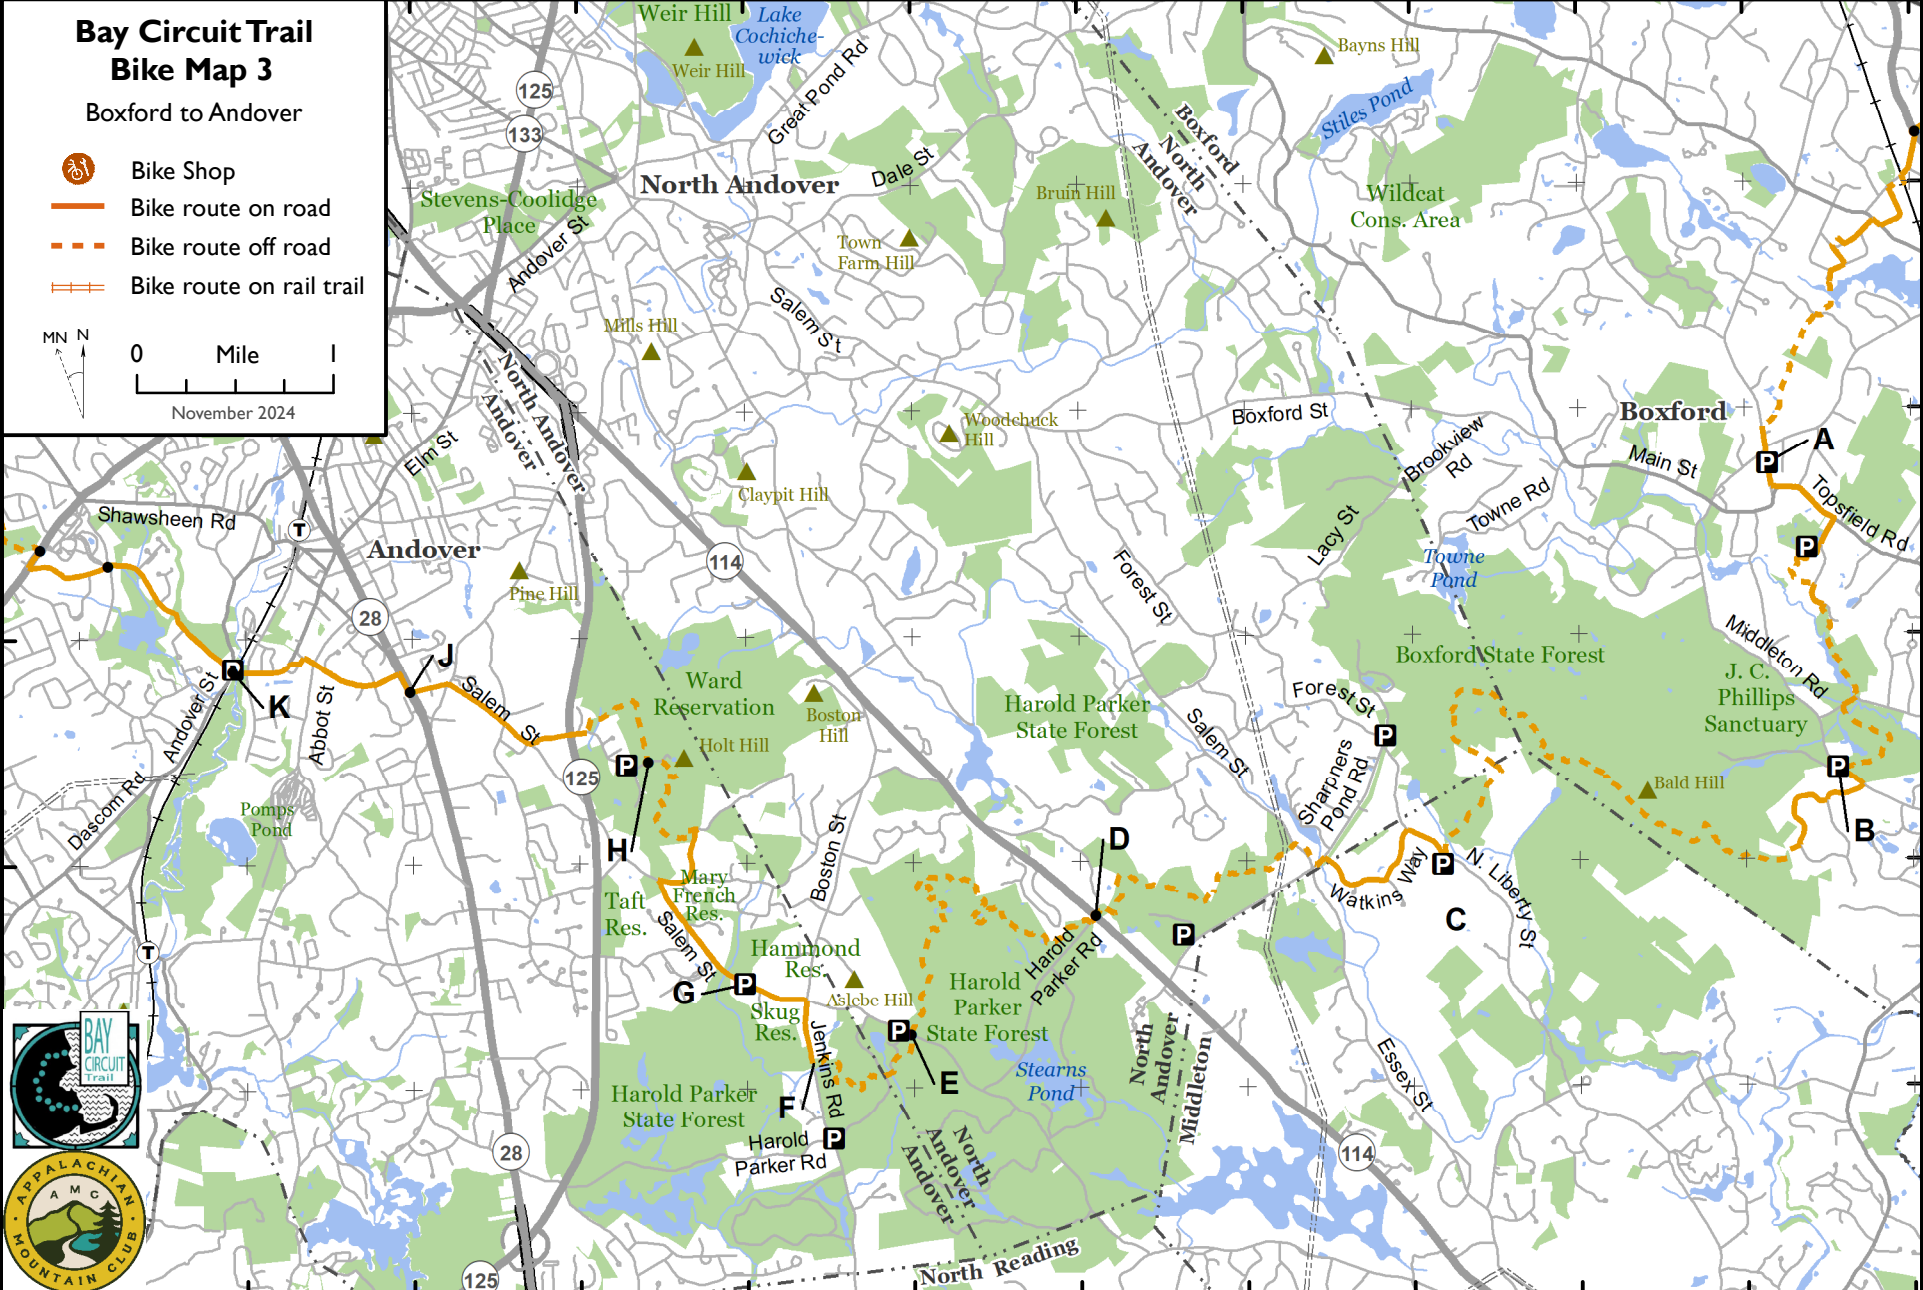 Bay Circuit Trail
Bike Map 3
Boxford to Andover
Bike Shop
Bike route on road
Bike route off road
Bike route on rail trail
MN N
0 Mile 1
November 2024
Weir Hill
Lake
Cochiche-
wick
Weir Hill
Great Pond Rd
125
133
Bayns Hill
Stiles Pond
Boxford
North
Andover
Stevens-Coolidge
Place
Andover St
North Andover
Dale St
Bruin Hill
Wildcat
Cons. Area
Town
Farm Hill
Salem St
Mills Hill
North Andover
Andover
Woodchuck
Hill
Boxford St
Boxford
A
Brookview
Rd
Main St
Elm St
Claypit Hill
Towne Rd
Topsfield Rd
P
P
Shawsheen Rd
T
Andover
114
Lacy St
Towne
Pond
Forest St
Pine Hill
28
J
Salem St
K
P
Andover St
Abbot St
Ward
Reservation
Boston
Hill
Holt Hill
Harold Parker
State Forest
Boxford State Forest
Middleton Rd
J. C.
Phillips
Sanctuary
Forest St
P
Salem St
Sharpners
Pond Rd
Bald Hill
P
B
125
P
H
Dascom Rd
Pomps
Pond
Boston St
D
Mary
French
Res.
Taft
Res.
Salem St
Watkins Way
P
C
N. Liberty St
T
Hammond
Res.
Harold
Parker Rd
P
G
P
Aslebe Hill
Skug
Res.
Harold
Parker
State Forest
P
E
Jenkins Rd
Stearns
Pond
North
Andover
Middleton
Essex St
BAY
CIRCUIT
Trail
Harold Parker
State Forest
F
Harold
Parker Rd
P
North
Andover
Andover
28
114
APPALACHIAN
AMC
MOUNTAIN CLUB
125
North Reading